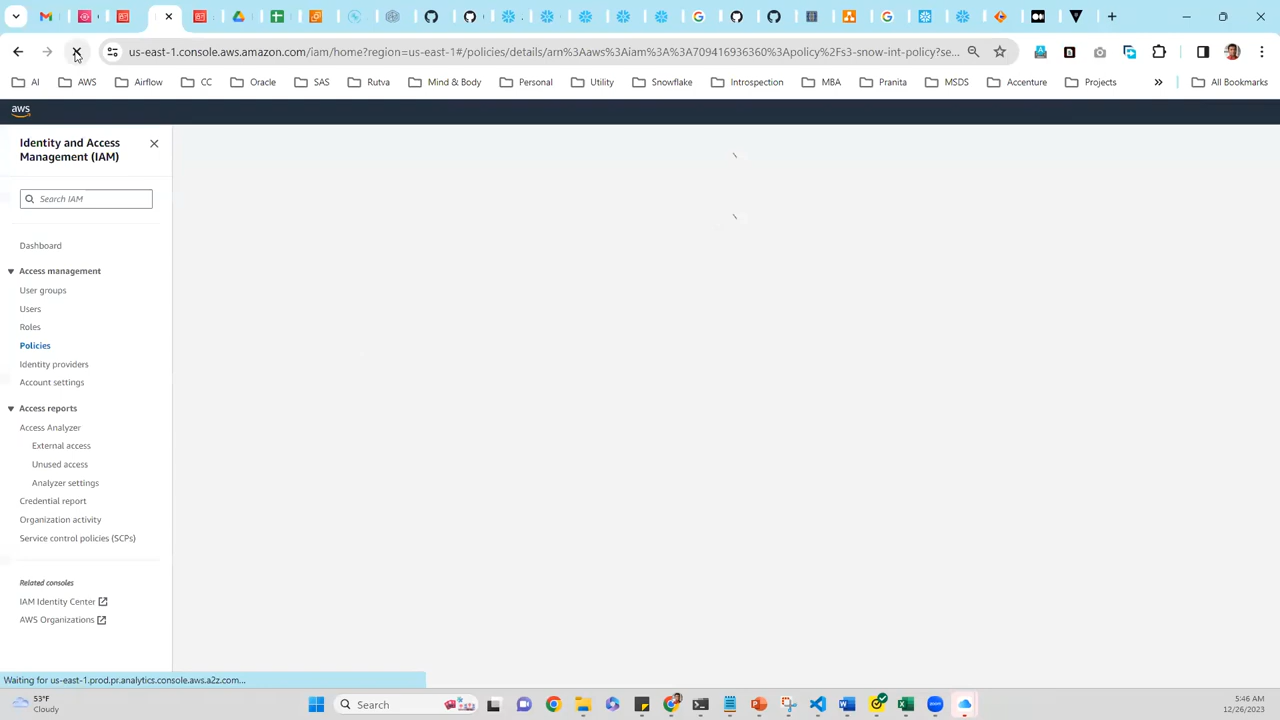 us-east-1.console.aws.amazon.com/iam/home?region=us-east-1#/policies/details/arn%3Aaws%3Aiam%3A%3A709416936360%3Apolicy%2Fs3-snow-int-policy?se...
AI AWS Airflow CC Oracle SAS Rutva Mind & Body Personal Utility Snowflake Introspection MBA Pranita MSDS Accenture Projects » All Bookmarks
aws
Identity and Access
Management (IAM)
Search IAM
Dashboard
Access management
User groups
Users
Roles
Policies
Identity providers
Account settings
Access reports
Access Analyzer
External access
Unused access
Analyzer settings
Credential report
Organization activity
Service control policies (SCPs)
Related consoles
IAM Identity Center
AWS Organizations
Waiting for us-east-1.prod.pr.analytics.console.aws.a2z.com...
53°F
Cloudy
Search
5:46 AM
12/26/2023